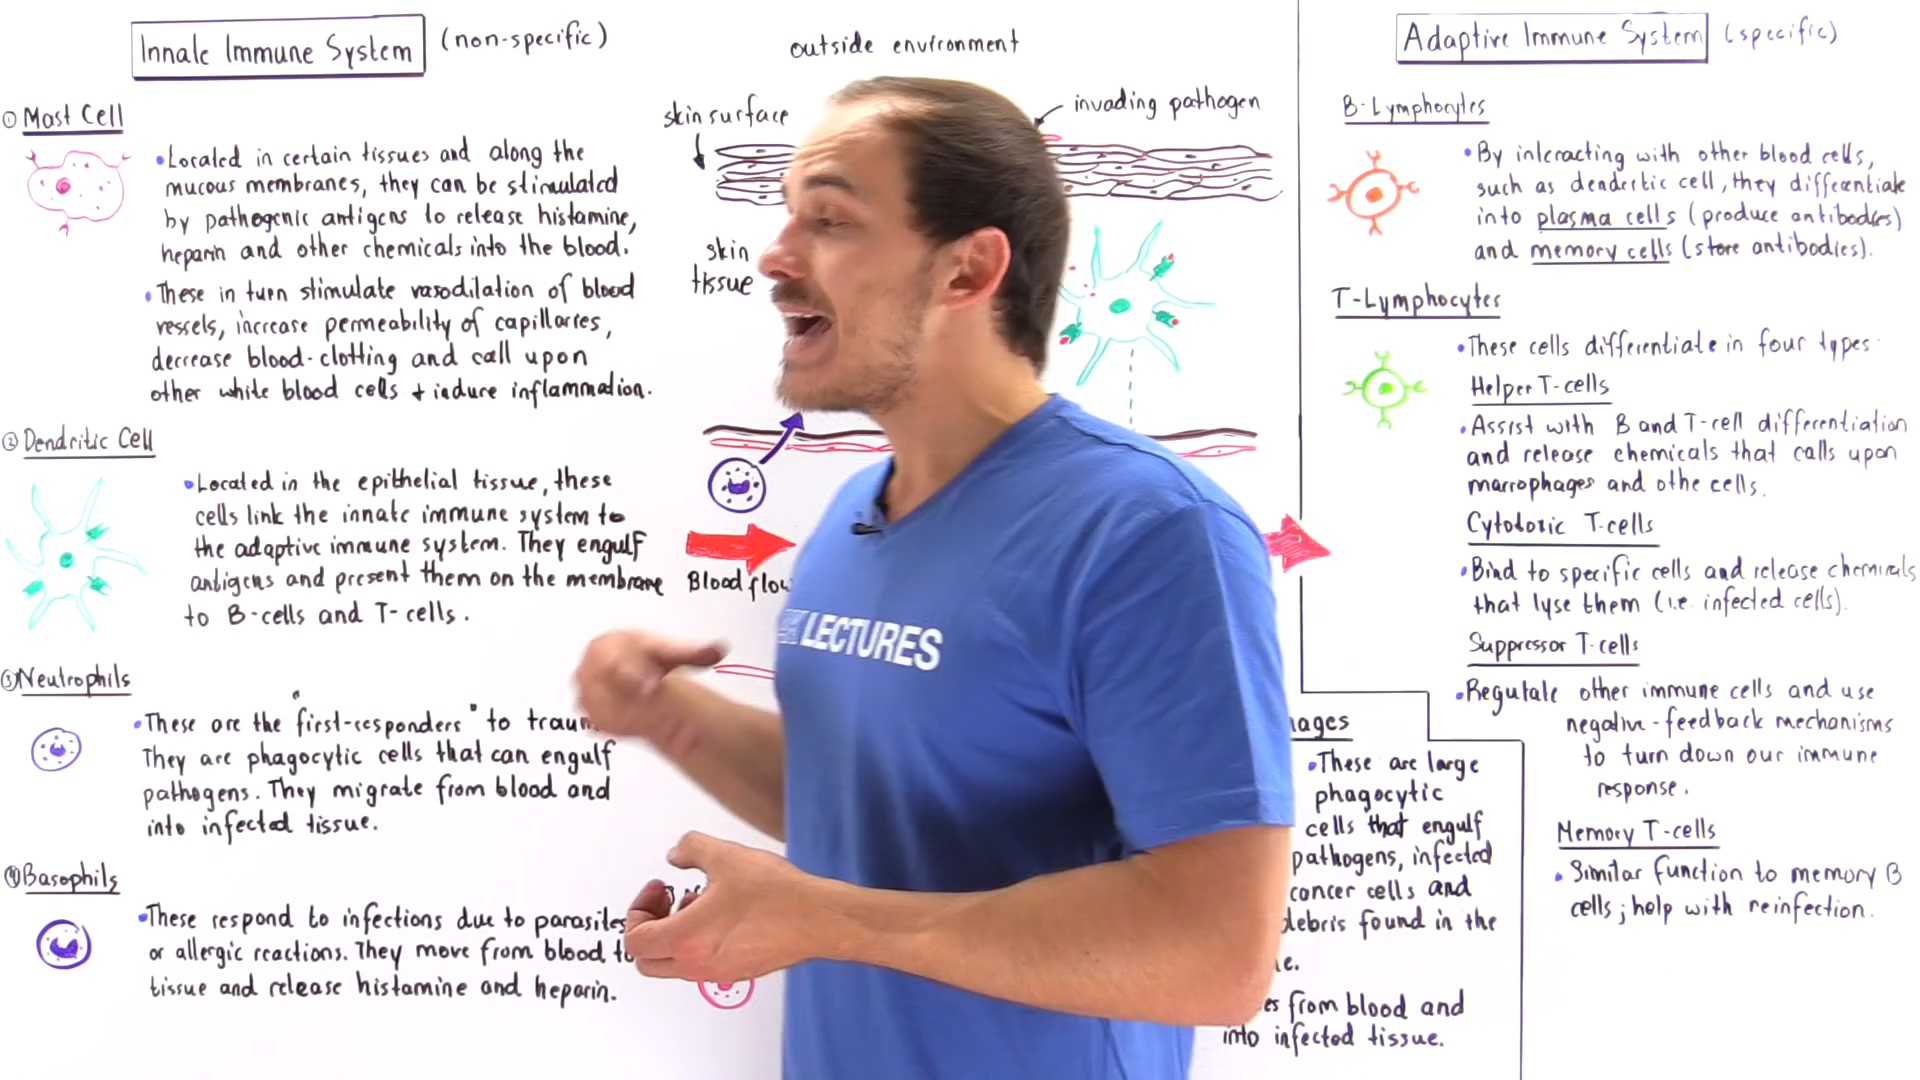 Innate Immune System (non-specific)
① Mast Cell
•Located in certain tissues and along the
mucous membranes, they can be stimulated
by pathogenic antigens to release histamine,
heparin and other chemicals into the blood.
•These in turn stimulate vasodilation of blood
vessels, increase permeability of capillaries,
decrease blood-clotting and call upon
other white blood cells + induce inflammation.
② Dendritic Cell
•Located in the epithelial tissue, these
cells link the innate immune system to
the adaptive immune system. They engulf
antigens and present them on the membrane
to B-cells and T-cells.
③ Neutrophils
•These are the "first-responders" to
They are phagocytic cells that can engulf
pathogens. They migrate from blood and
into infected tissue.
④ Basophils
•These respond to infections due to parasites
or allergic reactions. They move from blood to
tissue and release histamine and heparin.
outside environment
skin surface
invading pathogen
skin
tissue
Blood flow
LECTURES
•These are large
phagocytic
cells that engulf
pathogens, infected
cancer cells and
debris found in the
from blood and
into infected tissue.
Adaptive Immune System (specific)
B-Lymphocytes
•By interacting with other blood cells,
such as dendritic cell, they differentiate
into plasma cells (produce antibodies)
and memory cells (store antibodies).
T-Lymphocytes
•These cells differentiate in four types:
Helper T-cells
•Assist with B and T-cell differentiation
and release chemicals that calls upon
macrophages and othe cells.
Cytotoxic T-cells
•Bind to specific cells and release chemicals
that lyse them (i.e. infected cells).
Suppressor T-cells
•Regulate other immune cells and use
negative-feedback mechanisms
to turn down our immune
response.
Memory T-cells
•Similar function to memory B
cells; help with reinfection.